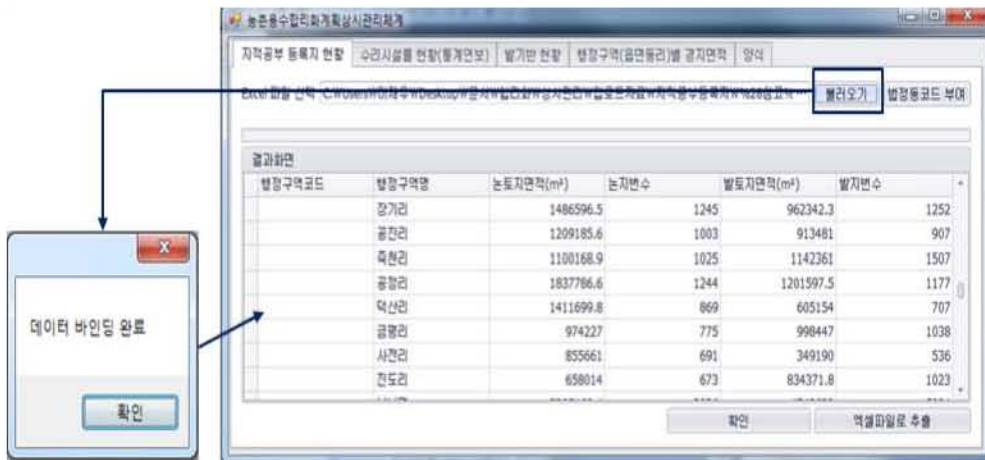 농촌용수합리화계획상시관리체계
지적공부 등록지 현황 수리시설물 현황(통계연보) 밭기반 현황 행정구역(읍면동리)별 경지면적 양식
Excel 파일 선택 불러오기 법정동코드 부여
결과화면
행정구역코드 행정구역명 논토지면적(m²) 논지번수 밭토지면적(m²) 밭지번수
장기리 1486596.5 1245 962342.3 1252
공진리 1209185.6 1003 913481 907
죽천리 1100168.9 1025 1142361 1507
공정리 1837786.6 1244 1201597.5 1177
덕산리 1411699.8 869 605154 707
금평리 974227 775 998447 1038
사전리 855661 691 349190 536
진도리 658014 673 834371.8 1023
확인 엑셀파일로 추출
데이터 바인딩 완료
확인